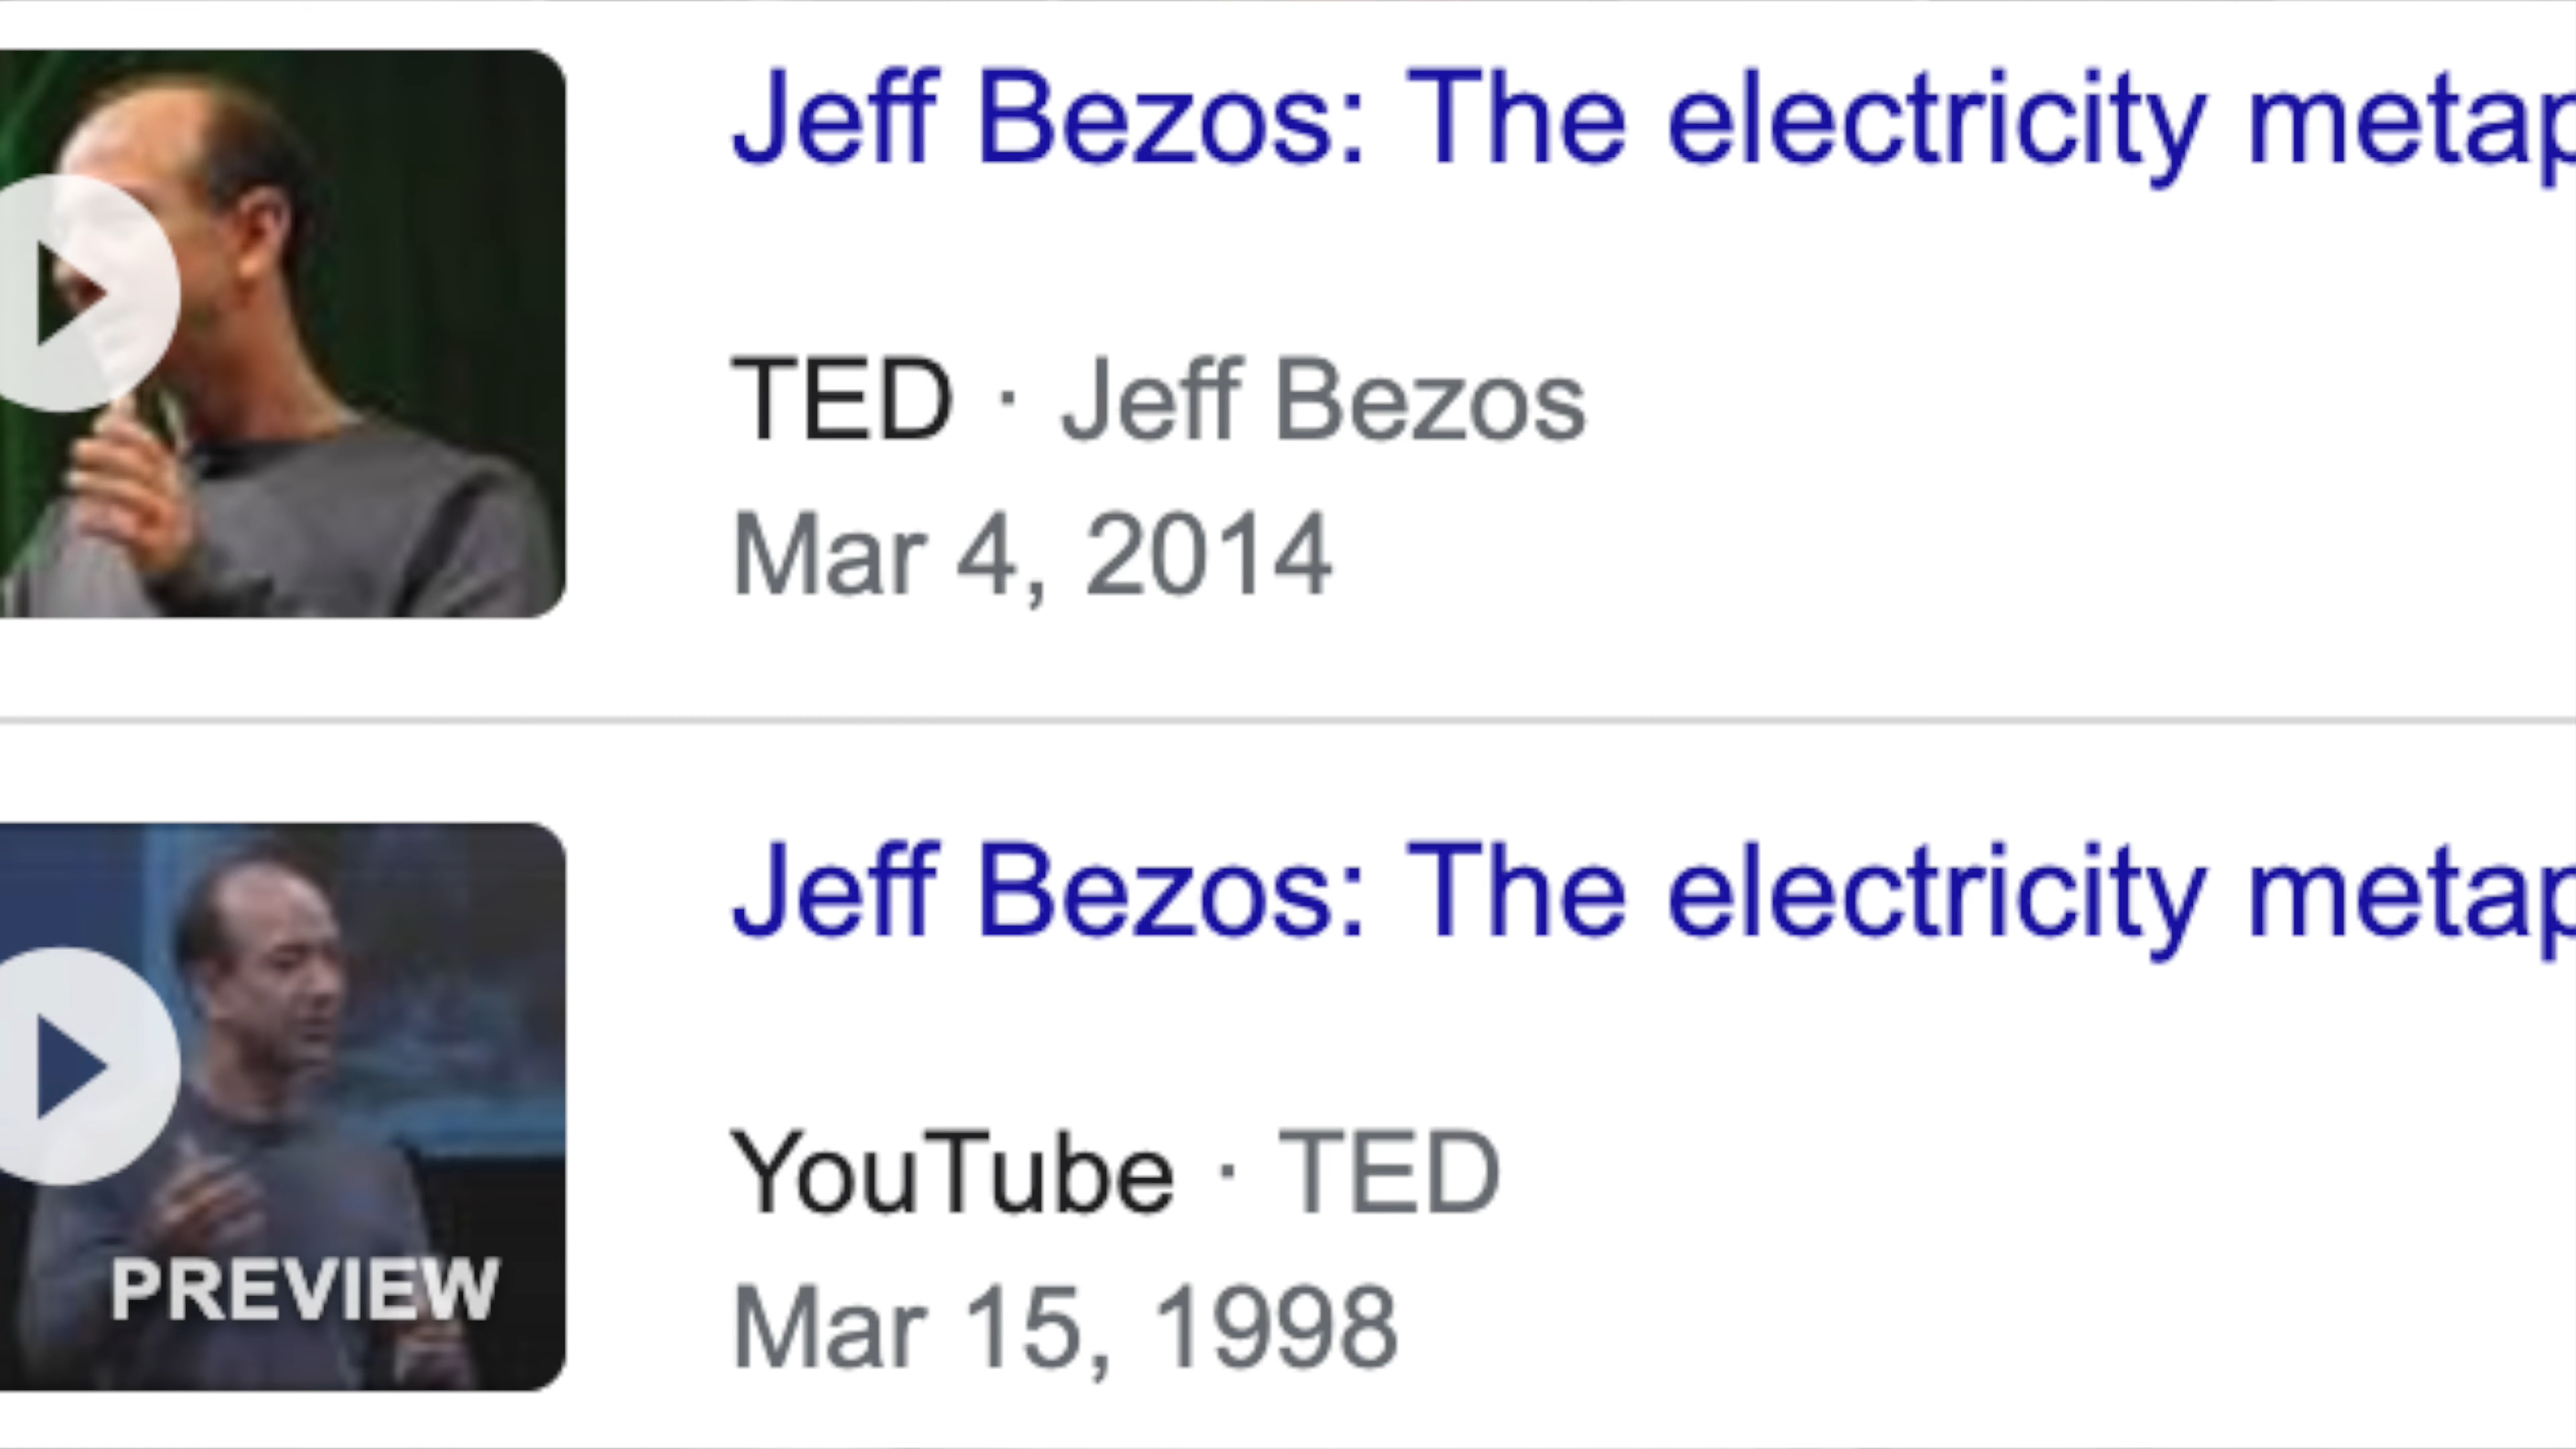 Jeff Bezos: The electricity metap
TED · Jeff Bezos
Mar 4, 2014
Jeff Bezos: The electricity metap
YouTube · TED
Mar 15, 1998
PREVIEW